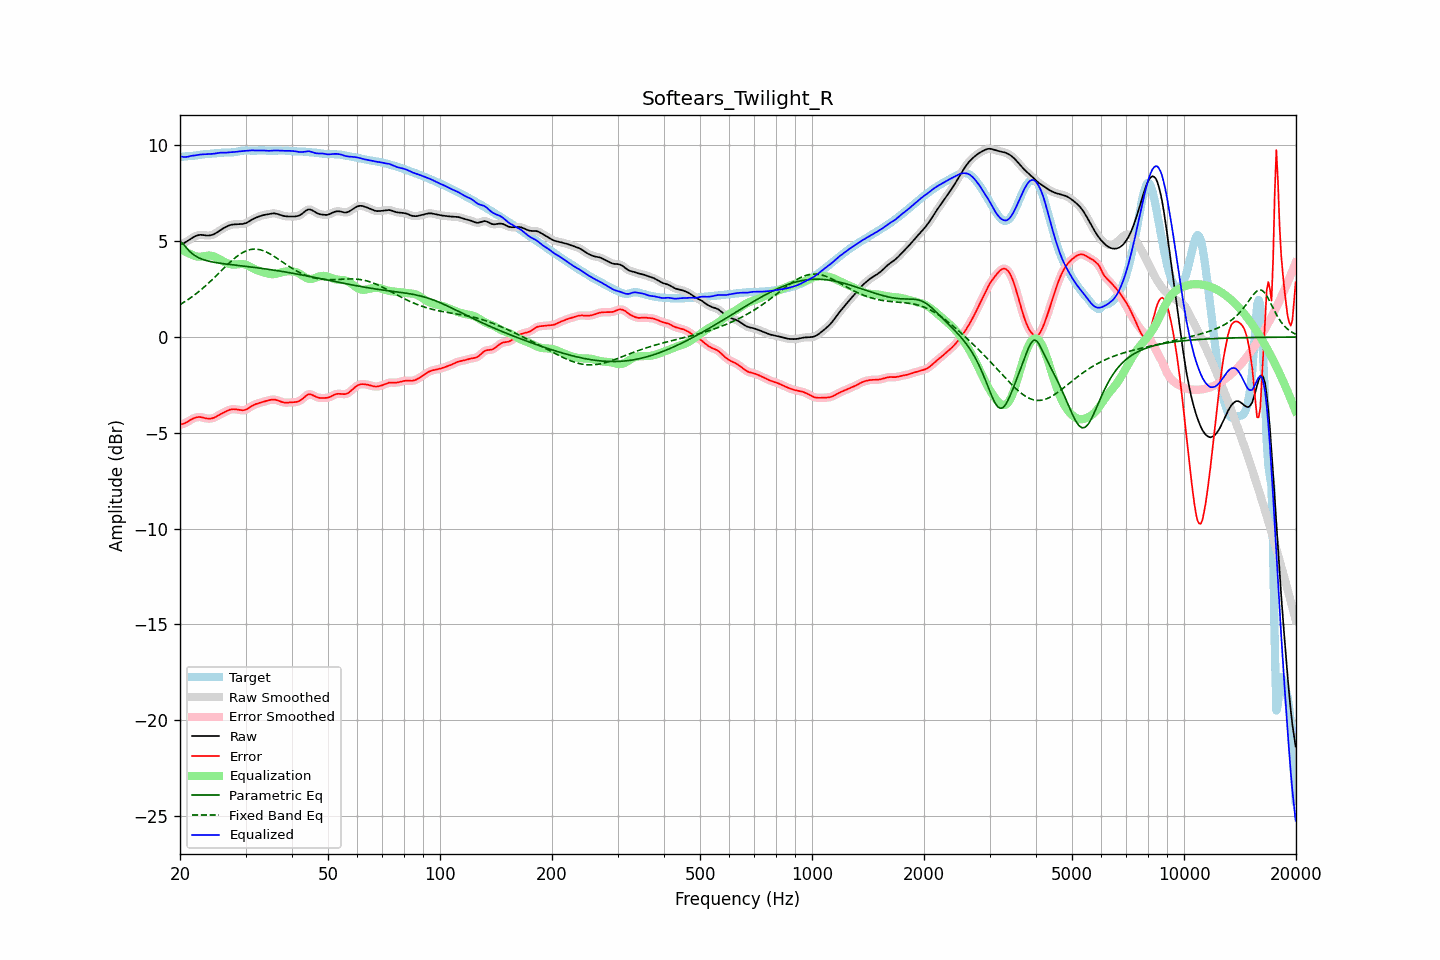 Softears_Twilight_R
Amplitude (dBr)
10
5
0
−5
−10
−15
−20
−25
Target
Raw Smoothed
Error Smoothed
Raw
Error
Equalization
Parametric Eq
Fixed Band Eq
Equalized
20 50 100 200 500 1000 2000 5000 10000 20000
Frequency (Hz)